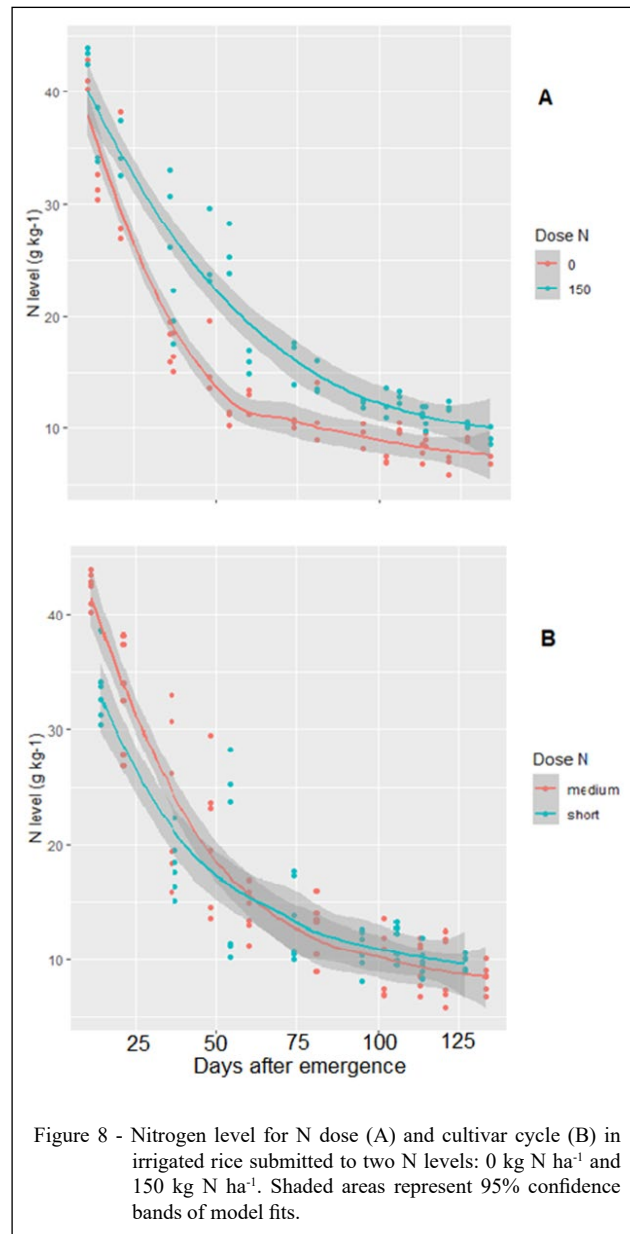 A
N level (g kg-1)
40
30
20
10
Dose N
0
150
B
N level (g kg-1)
40
30
20
10
Dose N
medium
short
25 50 75 100 125
Days after emergence
Figure 8 - Nitrogen level for N dose (A) and cultivar cycle (B) in
irrigated rice submitted to two N levels: 0 kg N ha-1 and
150 kg N ha-1. Shaded areas represent 95% confidence
bands of model fits.